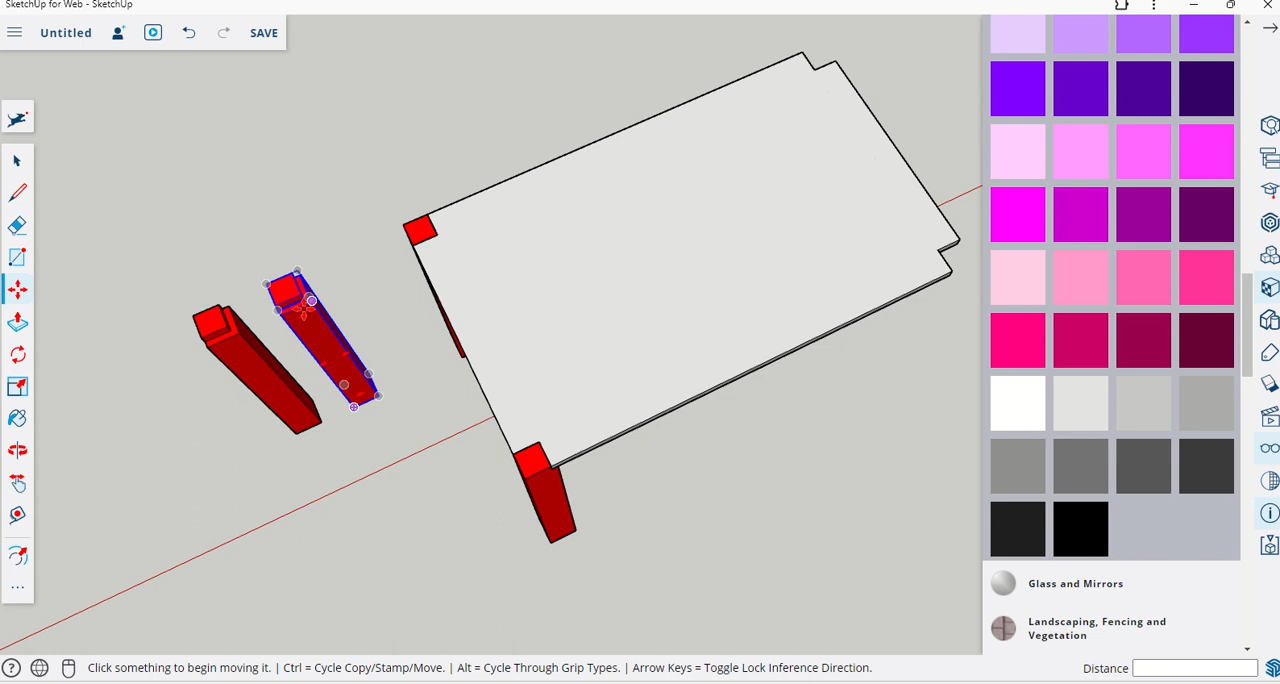 SketchUp for Web - SketchUp
Untitled
SAVE
Glass and Mirrors
Landscaping, Fencing and
Vegetation
Click something to begin moving it. | Ctrl = Cycle Copy/Stamp/Move. | Alt = Cycle Through Grip Types. | Arrow Keys = Toggle Lock Inference Direction.
Distance